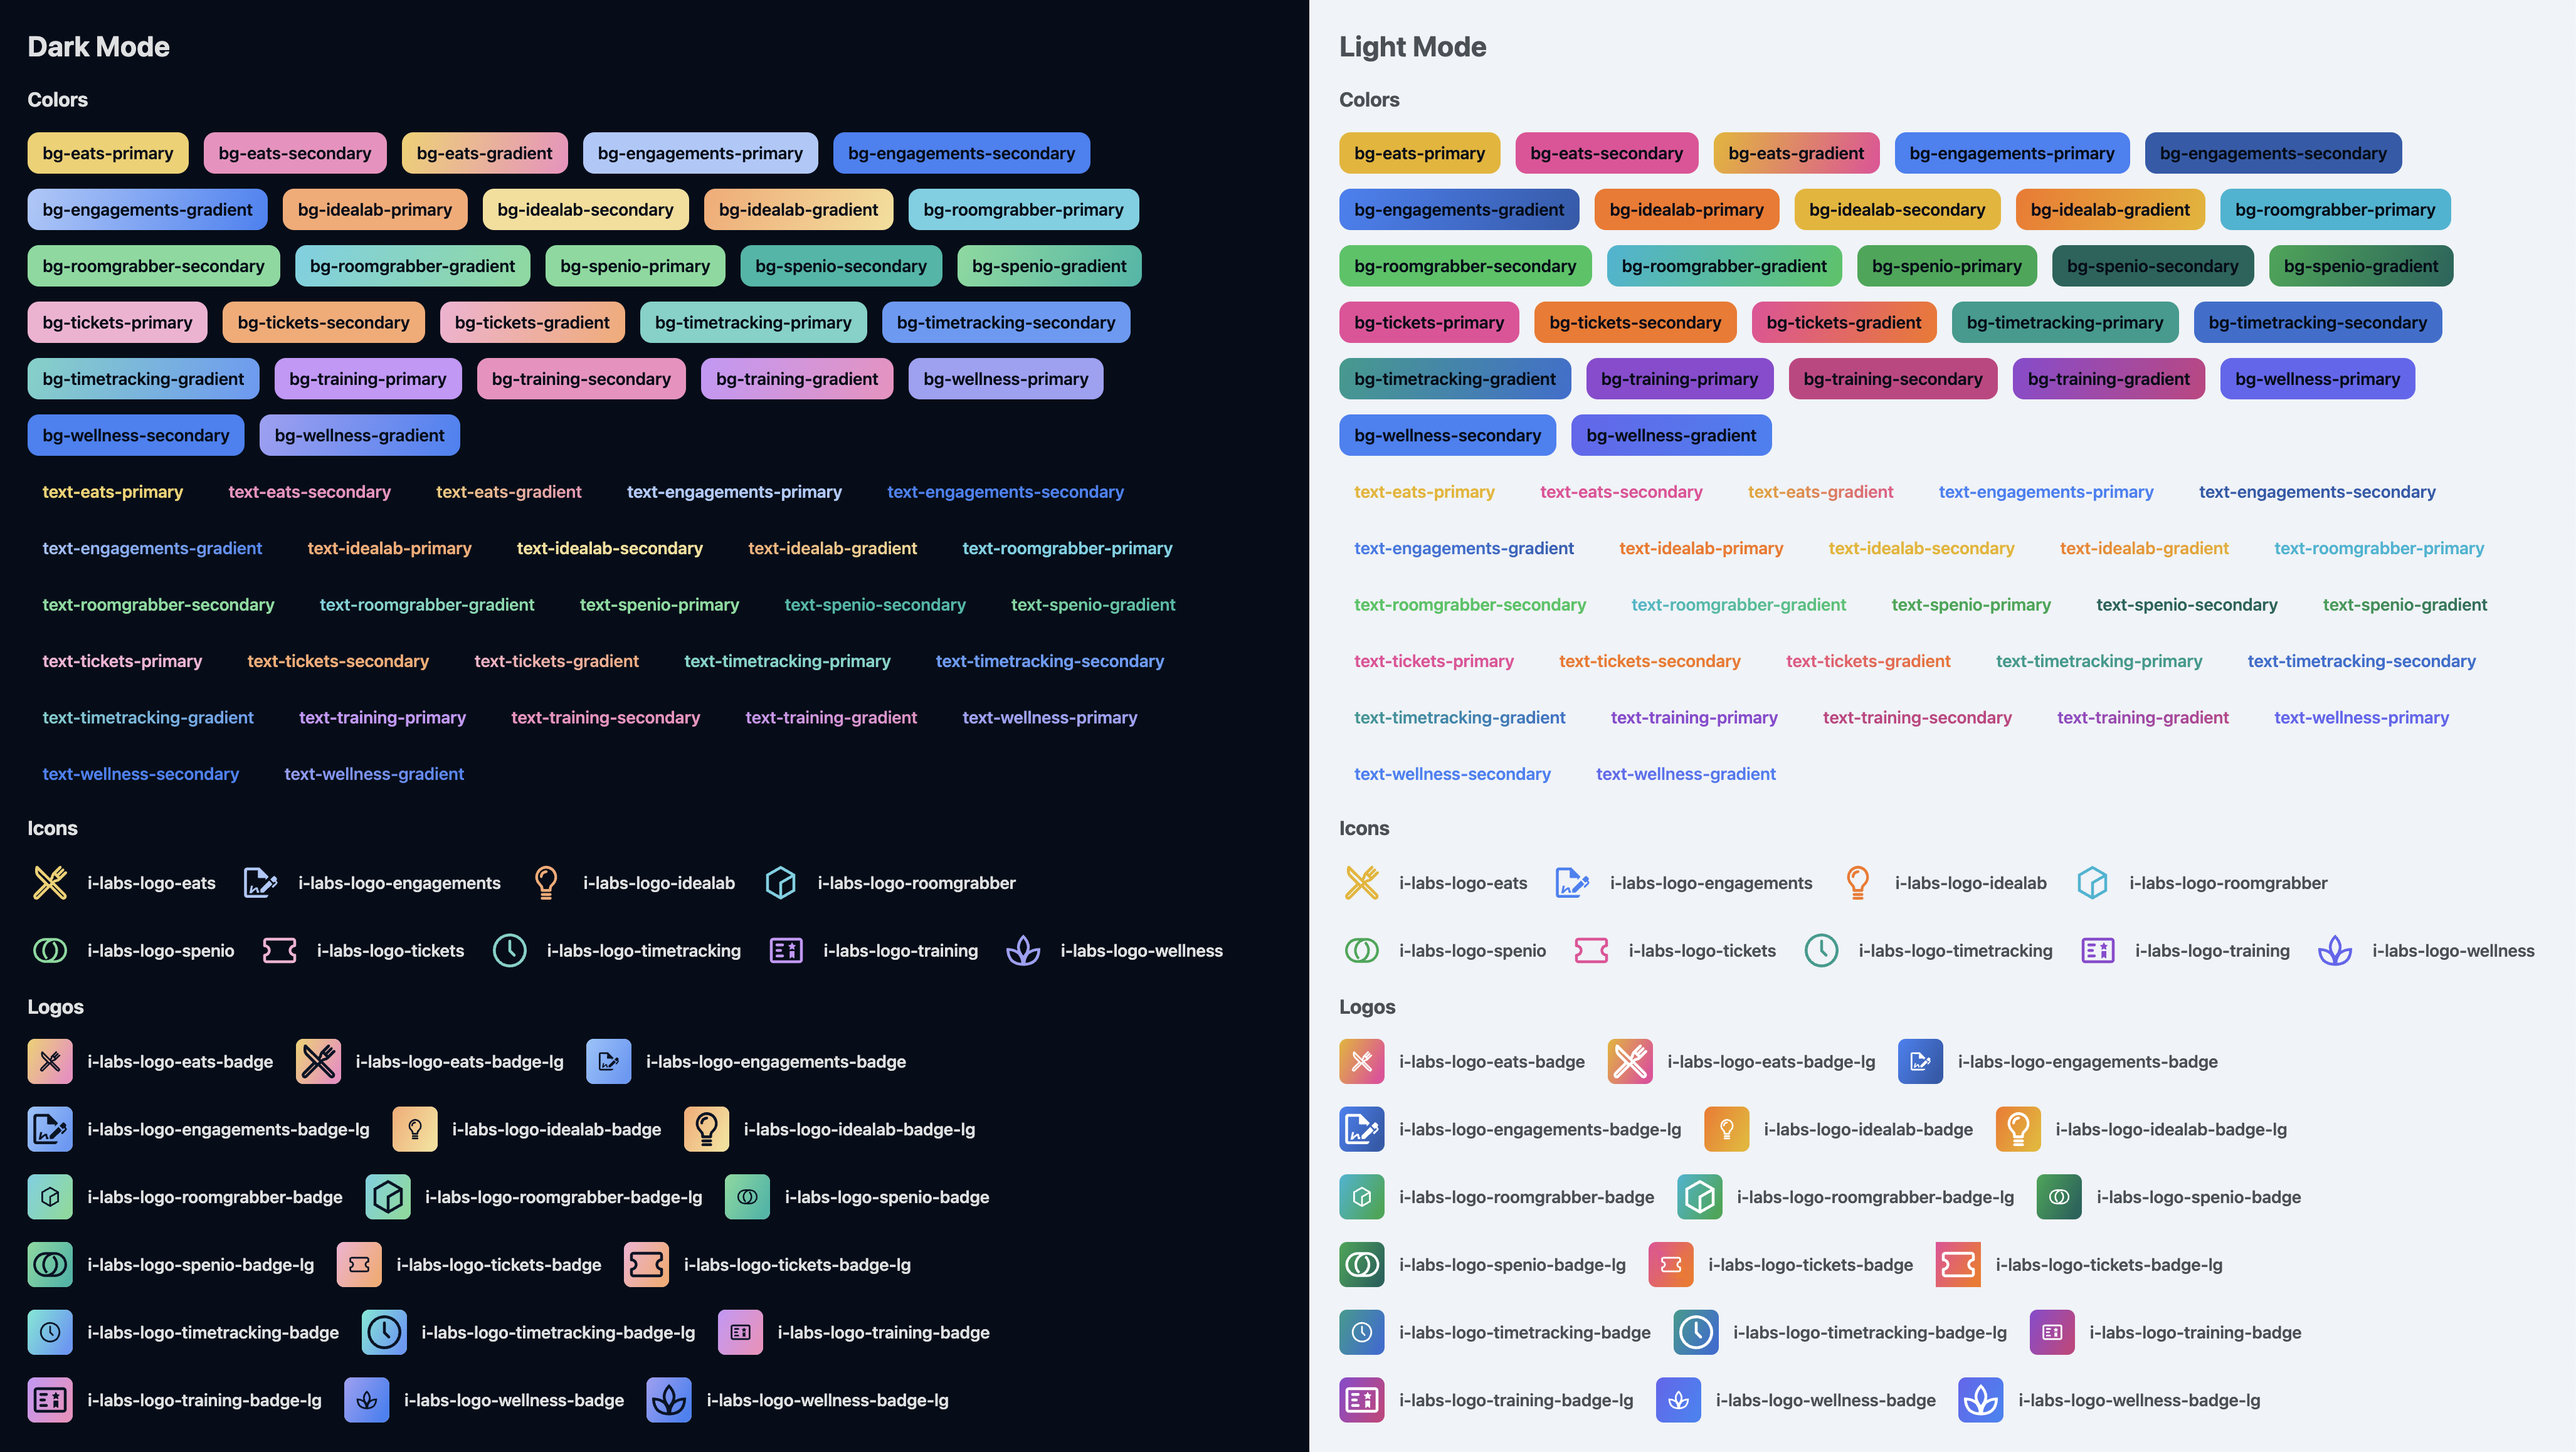 Dark Mode
Colors
bg-eats-primary bg-eats-secondary bg-eats-gradient bg-engagements-primary bg-engagements-secondary
bg-engagements-gradient bg-idealab-primary bg-idealab-secondary bg-idealab-gradient bg-roomgrabber-primary
bg-roomgrabber-secondary bg-roomgrabber-gradient bg-spenio-primary bg-spenio-secondary bg-spenio-gradient
bg-tickets-primary bg-tickets-secondary bg-tickets-gradient bg-timetracking-primary bg-timetracking-secondary
bg-timetracking-gradient bg-training-primary bg-training-secondary bg-training-gradient bg-wellness-primary
bg-wellness-secondary bg-wellness-gradient
text-eats-primary text-eats-secondary text-eats-gradient text-engagements-primary text-engagements-secondary
text-engagements-gradient text-idealab-primary text-idealab-secondary text-idealab-gradient text-roomgrabber-primary
text-roomgrabber-secondary text-roomgrabber-gradient text-spenio-primary text-spenio-secondary text-spenio-gradient
text-tickets-primary text-tickets-secondary text-tickets-gradient text-timetracking-primary text-timetracking-secondary
text-timetracking-gradient text-training-primary text-training-secondary text-training-gradient text-wellness-primary
text-wellness-secondary text-wellness-gradient
Icons
i-labs-logo-eats i-labs-logo-engagements i-labs-logo-idealab i-labs-logo-roomgrabber
i-labs-logo-spenio i-labs-logo-tickets i-labs-logo-timetracking i-labs-logo-training i-labs-logo-wellness
Logos
i-labs-logo-eats-badge i-labs-logo-eats-badge-lg i-labs-logo-engagements-badge
i-labs-logo-engagements-badge-lg i-labs-logo-idealab-badge i-labs-logo-idealab-badge-lg
i-labs-logo-roomgrabber-badge i-labs-logo-roomgrabber-badge-lg i-labs-logo-spenio-badge
i-labs-logo-spenio-badge-lg i-labs-logo-tickets-badge i-labs-logo-tickets-badge-lg
i-labs-logo-timetracking-badge i-labs-logo-timetracking-badge-lg i-labs-logo-training-badge
i-labs-logo-training-badge-lg i-labs-logo-wellness-badge i-labs-logo-wellness-badge-lg
Light Mode
Colors
bg-eats-primary bg-eats-secondary bg-eats-gradient bg-engagements-primary bg-engagements-secondary
bg-engagements-gradient bg-idealab-primary bg-idealab-secondary bg-idealab-gradient bg-roomgrabber-primary
bg-roomgrabber-secondary bg-roomgrabber-gradient bg-spenio-primary bg-spenio-secondary bg-spenio-gradient
bg-tickets-primary bg-tickets-secondary bg-tickets-gradient bg-timetracking-primary bg-timetracking-secondary
bg-timetracking-gradient bg-training-primary bg-training-secondary bg-training-gradient bg-wellness-primary
bg-wellness-secondary bg-wellness-gradient
text-eats-primary text-eats-secondary text-eats-gradient text-engagements-primary text-engagements-secondary
text-engagements-gradient text-idealab-primary text-idealab-secondary text-idealab-gradient text-roomgrabber-primary
text-roomgrabber-secondary text-roomgrabber-gradient text-spenio-primary text-spenio-secondary text-spenio-gradient
text-tickets-primary text-tickets-secondary text-tickets-gradient text-timetracking-primary text-timetracking-secondary
text-timetracking-gradient text-training-primary text-training-secondary text-training-gradient text-wellness-primary
text-wellness-secondary text-wellness-gradient
Icons
i-labs-logo-eats i-labs-logo-engagements i-labs-logo-idealab i-labs-logo-roomgrabber
i-labs-logo-spenio i-labs-logo-tickets i-labs-logo-timetracking i-labs-logo-training i-labs-logo-wellness
Logos
i-labs-logo-eats-badge i-labs-logo-eats-badge-lg i-labs-logo-engagements-badge
i-labs-logo-engagements-badge-lg i-labs-logo-idealab-badge i-labs-logo-idealab-badge-lg
i-labs-logo-roomgrabber-badge i-labs-logo-roomgrabber-badge-lg i-labs-logo-spenio-badge
i-labs-logo-spenio-badge-lg i-labs-logo-tickets-badge i-labs-logo-tickets-badge-lg
i-labs-logo-timetracking-badge i-labs-logo-timetracking-badge-lg i-labs-logo-training-badge
i-labs-logo-training-badge-lg i-labs-logo-wellness-badge i-labs-logo-wellness-badge-lg